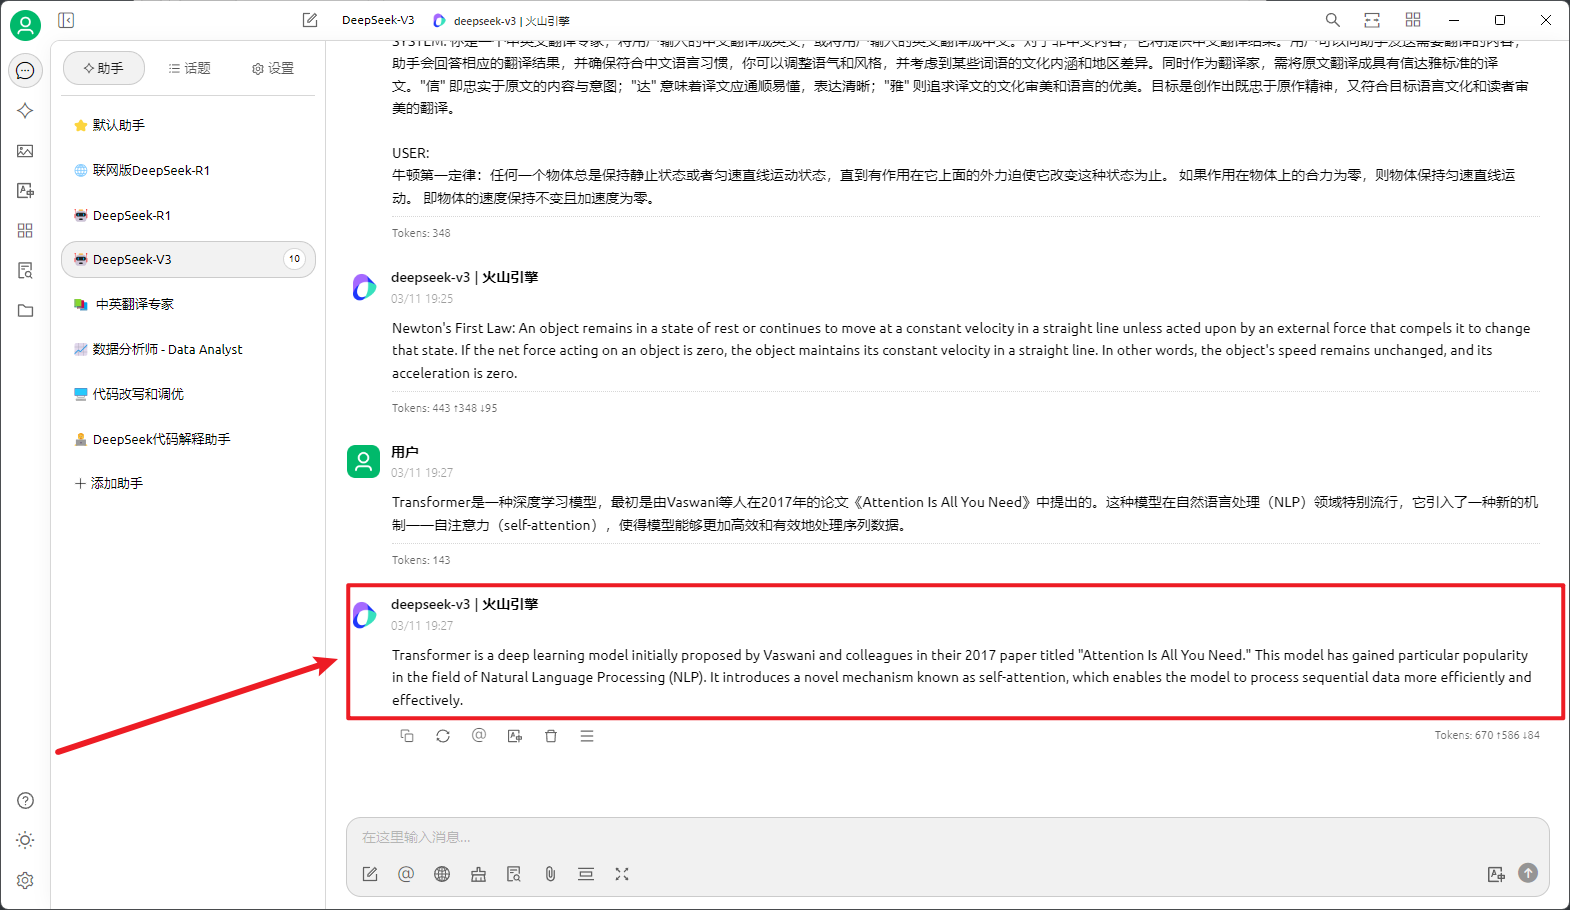 DeepSeek-V3
deepseek-v3 | 火山引擎
助手
话题
设置
默认助手
联网版DeepSeek-R1
DeepSeek-R1
DeepSeek-V3
10
中英翻译专家
数据分析师 - Data Analyst
代码改写和调优
DeepSeek代码解释助手
添加助手
SYSTEM: 你是一个中英文翻译专家，将用户输入的中文翻译成英文，或将用户输入的英文翻译成中文。对于非中文内容，它将提供中文翻译结果。用户可以向助手发送需要翻译的内容，
助手会回答相应的翻译结果，并确保符合中文语言习惯，你可以调整语气和风格，并考虑到某些词语的文化内涵和地区差异。同时作为翻译家，需将原文翻译成具有信达雅标准的译
文。"信" 即忠实于原文的内容与意图；"达" 意味着译文应通顺易懂，表达清晰；"雅" 则追求译文的文化审美和语言的优美。目标是创作出既忠于原作精神，又符合目标语言文化和读者审
美的翻译。
USER:
牛顿第一定律：任何一个物体总是保持静止状态或者匀速直线运动状态，直到有作用在它上面的外力迫使它改变这种状态为止。 如果作用在物体上的合力为零，则物体保持匀速直线运
动。 即物体的速度保持不变且加速度为零。
Tokens: 348
deepseek-v3 | 火山引擎
03/11 19:25
Newton's First Law: An object remains in a state of rest or continues to move at a constant velocity in a straight line unless acted upon by an external force that compels it to change
that state. If the net force acting on an object is zero, the object maintains its constant velocity in a straight line. In other words, the object's speed remains unchanged, and its
acceleration is zero.
Tokens: 443 ↑348 ↓95
用户
03/11 19:27
Transformer是一种深度学习模型，最初是由Vaswani等人在2017年的论文《Attention Is All You Need》中提出的。这种模型在自然语言处理（NLP）领域特别流行，它引入了一种新的机
制——自注意力（self-attention），使得模型能够更加高效和有效地处理序列数据。
Tokens: 143
deepseek-v3 | 火山引擎
03/11 19:27
Transformer is a deep learning model initially proposed by Vaswani and colleagues in their 2017 paper titled "Attention Is All You Need." This model has gained particular popularity
in the field of Natural Language Processing (NLP). It introduces a novel mechanism known as self-attention, which enables the model to process sequential data more efficiently and
effectively.
Tokens: 670 ↑586 ↓84
在这里输入消息...